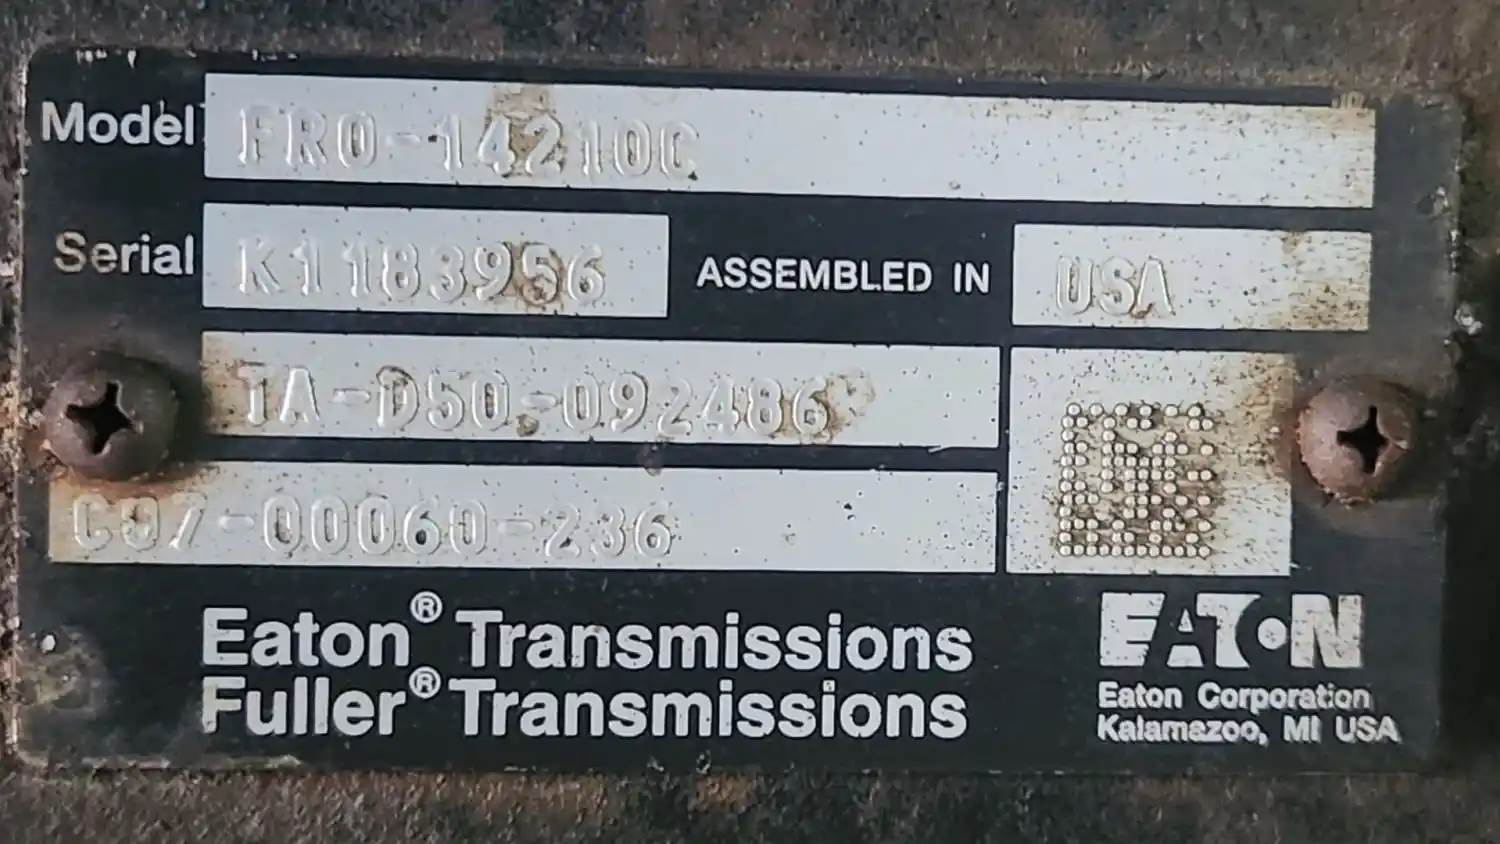 Model FRO-14210C
Serial K1183956 ASSEMBLED IN USA
TA-D50-092486
C07-00060-236
Eaton® Transmissions
Fuller® Transmissions
EATON
Eaton Corporation
Kalamazoo, MI USA